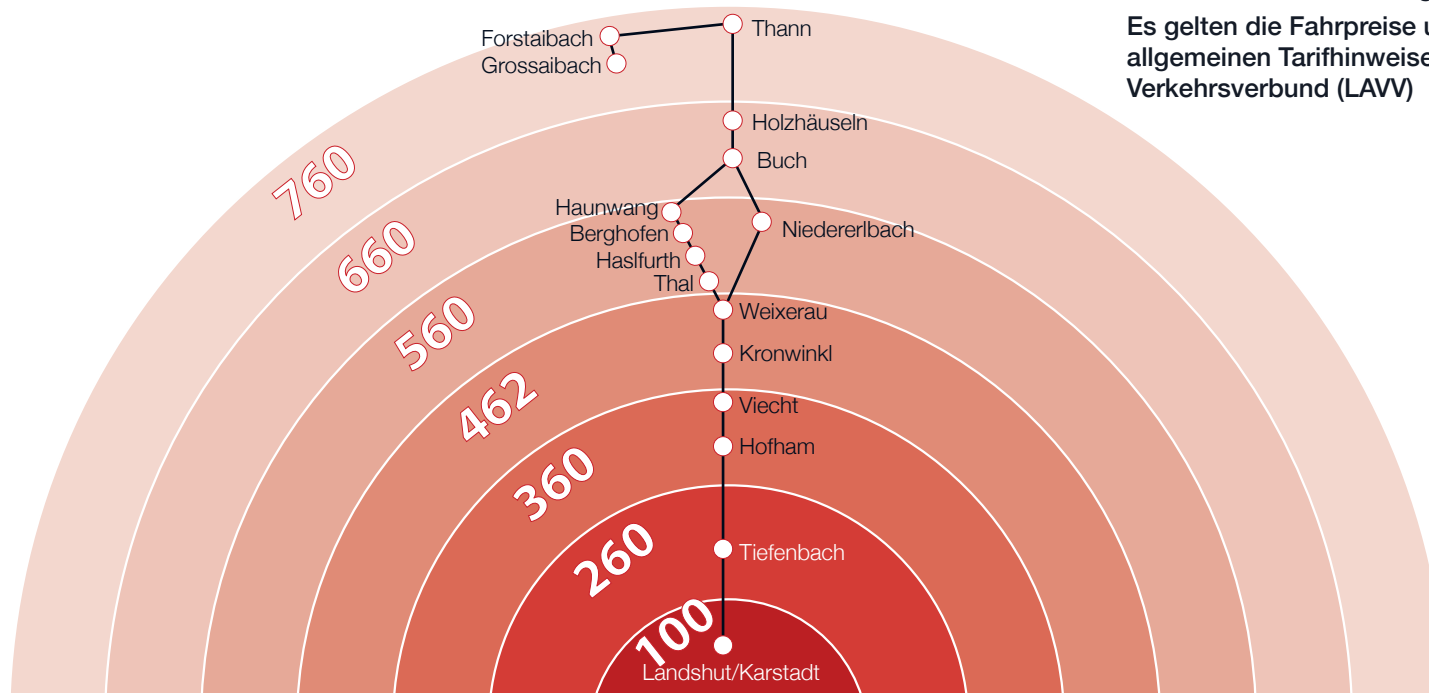 Es gelten die Fahrpreise
allgemeinen Tarifhinweise
Verkehrsverbund (LAVV)
Thann
Forstaibach
Grossaibach
Holzhäuseln
Buch
760
Haunwang
Niedererlbach
Berghofen
660
Haslfurth
Thal
Weixerau
560
Kronwinkl
462
Viecht
Hofham
360
260
Tiefenbach
100
Landshut/Karstadt